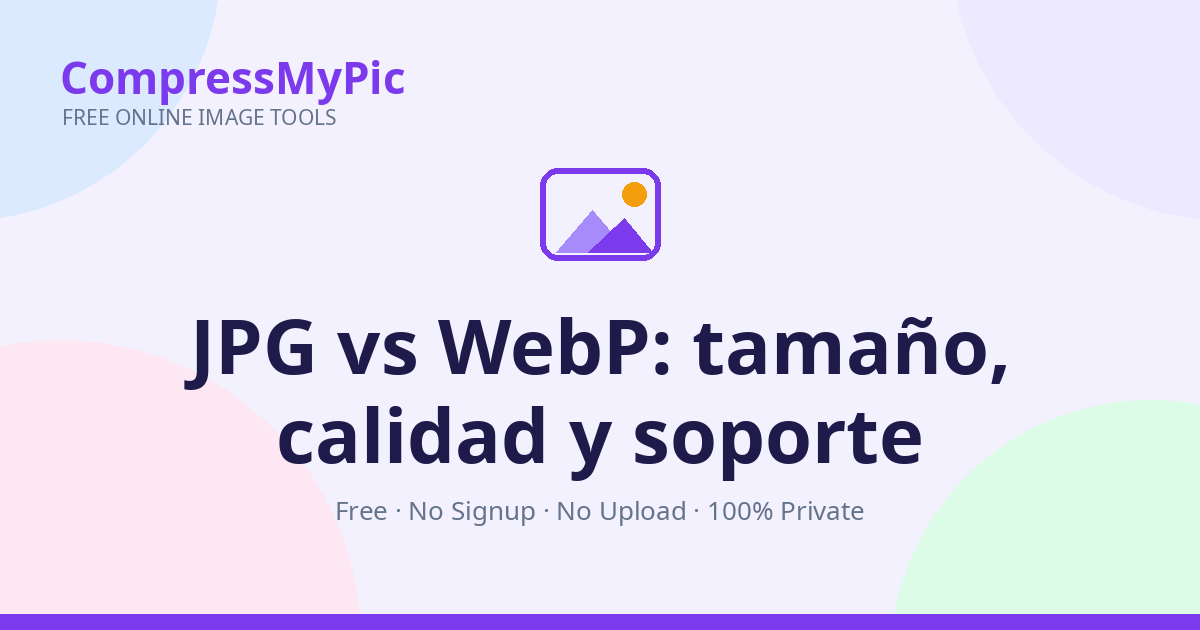 CompressMyPic
FREE ONLINE IMAGE TOOLS
JPG vs WebP: tamaño,
calidad y soporte
Free · No Signup · No Upload · 100% Private